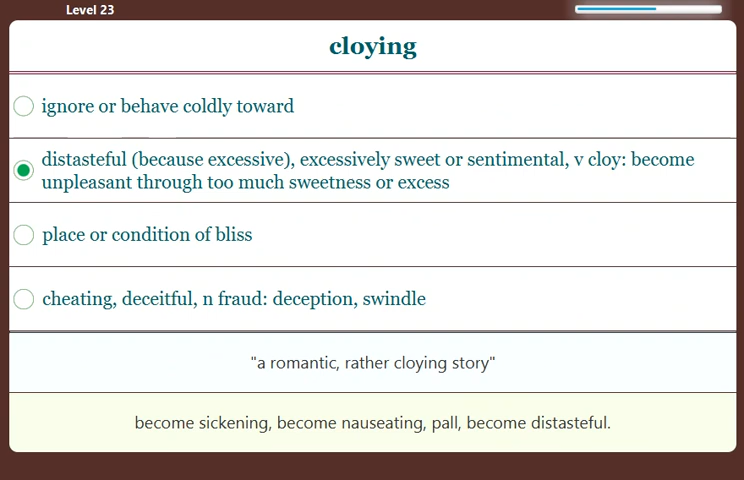 Level 23
cloying
ignore or behave coldly toward
distasteful (because excessive), excessively sweet or sentimental, v cloy: become
unpleasant through too much sweetness or excess
place or condition of bliss
cheating, deceitful, n fraud: deception, swindle
"a romantic, rather cloying story"
become sickening, become nauseating, pall, become distasteful.